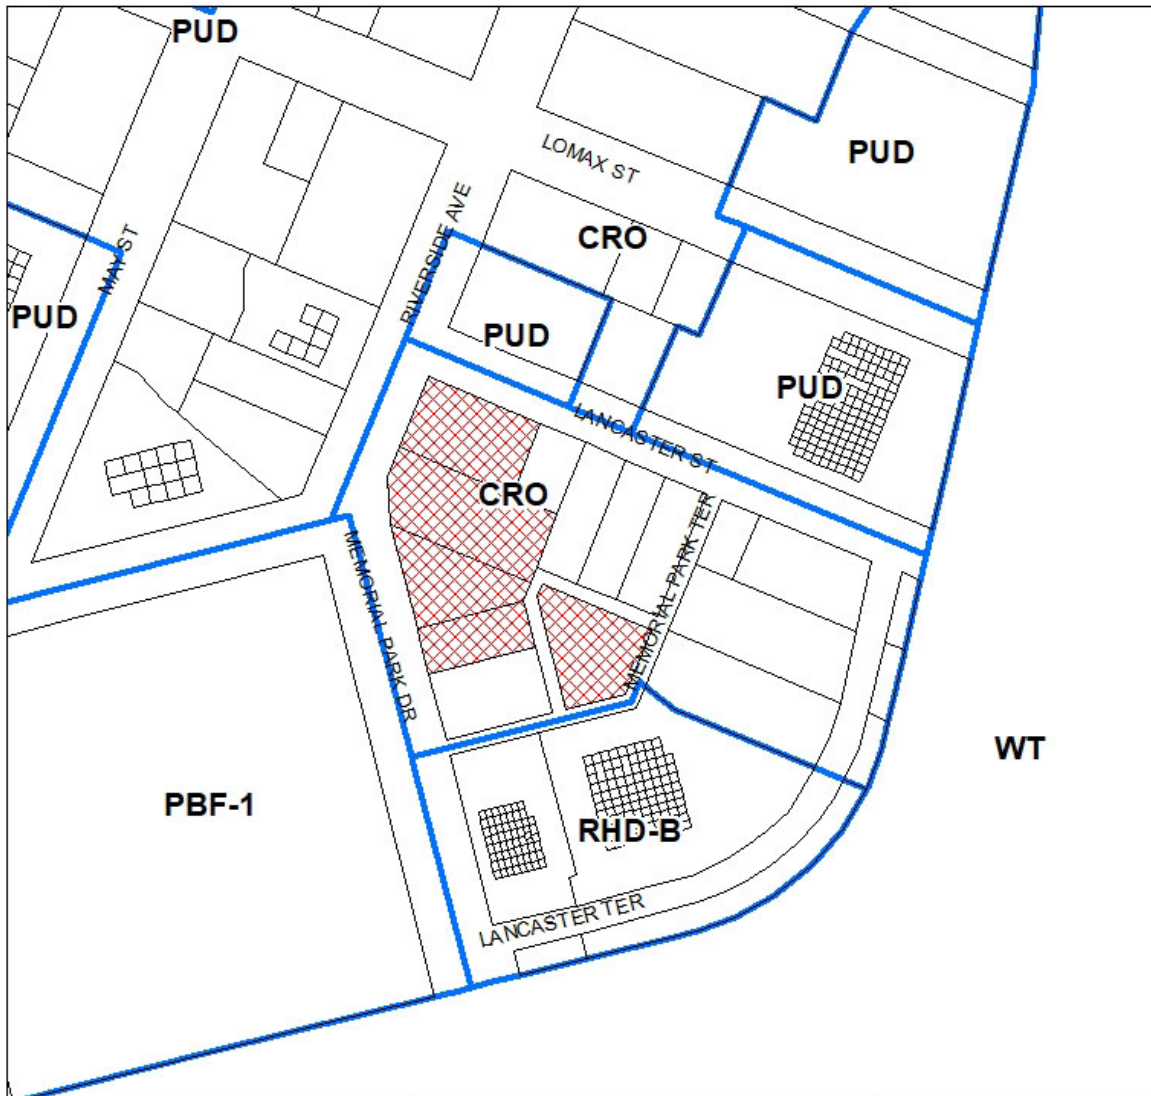 PUD
LOMAX ST
PUD
RIVERSIDE AVE
CRO
MAY ST
PUD
PUD
PUD
LANCASTER ST
CRO
MEMORIAL PARK TER
MEMORIAL PARK DR
WT
PBF-1
RHD-B
LANCASTER TER